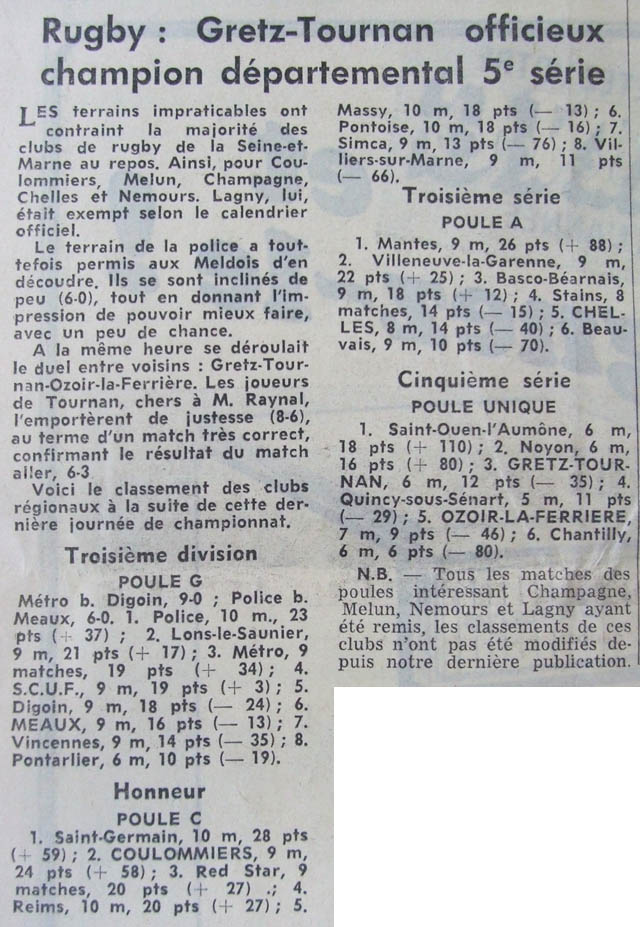 Rugby : Gretz-Tournan officieux
champion départemental 5e série
LES terrains impraticables ont
contraint la majorité des
clubs de rugby de la Seine-et-
Marne au repos. Ainsi, pour Cou-
lommiers, Melun, Champagne,
Chelles et Nemours. Lagny, lui,
était exempt selon le calendrier
officiel.
Le terrain de la police a tout-
tefois permis aux Meldois d'en
découdre. Ils se sont inclinés de
peu (6-0), tout en donnant l'im-
pression de pouvoir mieux faire,
avec un peu de chance.
A la même heure se déroulait
le duel entre voisins : Gretz-Tour-
nan-Ozoir-la-Ferrière. Les joueurs
de Tournan, chers à M. Raynal,
l'emportèrent de justesse (8-6),
au terme d'un match très correct,
confirmant le résultat du match
aller, 6-3
Voici le classement des clubs
régionaux à la suite de cette der-
nière journée de championnat.
Troisième division
POULE G
Métro b. Digoin, 9-0 ; Police b.
Meaux, 6-0. 1. Police, 10 m., 23
pts (+ 37) ; 2. Lons-le-Saunier,
9 m, 21 pts (+ 17) ; 3. Métro, 9
matches, 19 pts (+ 34) ; 4.
S.C.U.F., 9 m, 19 pts (+ 3) ; 5.
Digoin, 9 m, 18 pts (— 24) ; 6.
MEAUX, 9 m, 16 pts (— 13) ; 7.
Vincennes, 9 m, 14 pts (— 35) ; 8.
Pontarlier, 6 m, 10 pts (— 19).
Honneur
POULE C
1. Saint-Germain, 10 m, 28 pts
(+ 59) ; 2. COULOMMIERS, 9 m,
24 pts (+ 58) ; 3. Red Star, 9
matches, 20 pts (+ 27) .; 4.
Reims, 10 m, 20 pts (+ 27) ; 5.
Massy, 10 m, 18 pts (— 13) ; 6.
Pontoise, 10 m, 18 pts (— 16) ; 7.
Simca, 9 m, 13 pts (— 76) ; 8. Vil-
liers-sur-Marne, 9 m, 11 pts
(— 66).
Troisième série
POULE A
1. Mantes, 9 m, 26 pts (+ 88) ;
2. Villeneuve-la-Garenne, 9 m,
22 pts (+ 25) ; 3. Basco-Béarnais,
9 m, 18 pts (+ 12) ; 4. Stains, 8
matches, 14 pts (— 15) ; 5. CHEL-
LES, 8 m, 14 pts (— 40) ; 6. Beau-
vais, 9 m, 10 pts (— 70).
Cinquième série
POULE UNIQUE
1. Saint-Ouen-l'Aumône, 6 m,
18 pts (+ 110) ; 2. Noyon, 6 m,
16 pts (+ 80) ; 3. GRETZ-TOUR-
NAN, 6 m, 12 pts (— 35) ; 4.
Quincy-sous-Sénart, 5 m, 11 pts
(— 29) ; 5. OZOIR-LA-FERRIERE,
7 m, 9 pts (— 46) ; 6. Chantilly,
6 m, 6 pts (— 80).
N.B. — Tous les matches des
poules intéressant Champagne,
Melun, Nemours et Lagny ayant
été remis, les classements de ces
clubs n'ont pas été modifiés de-
puis notre dernière publication.